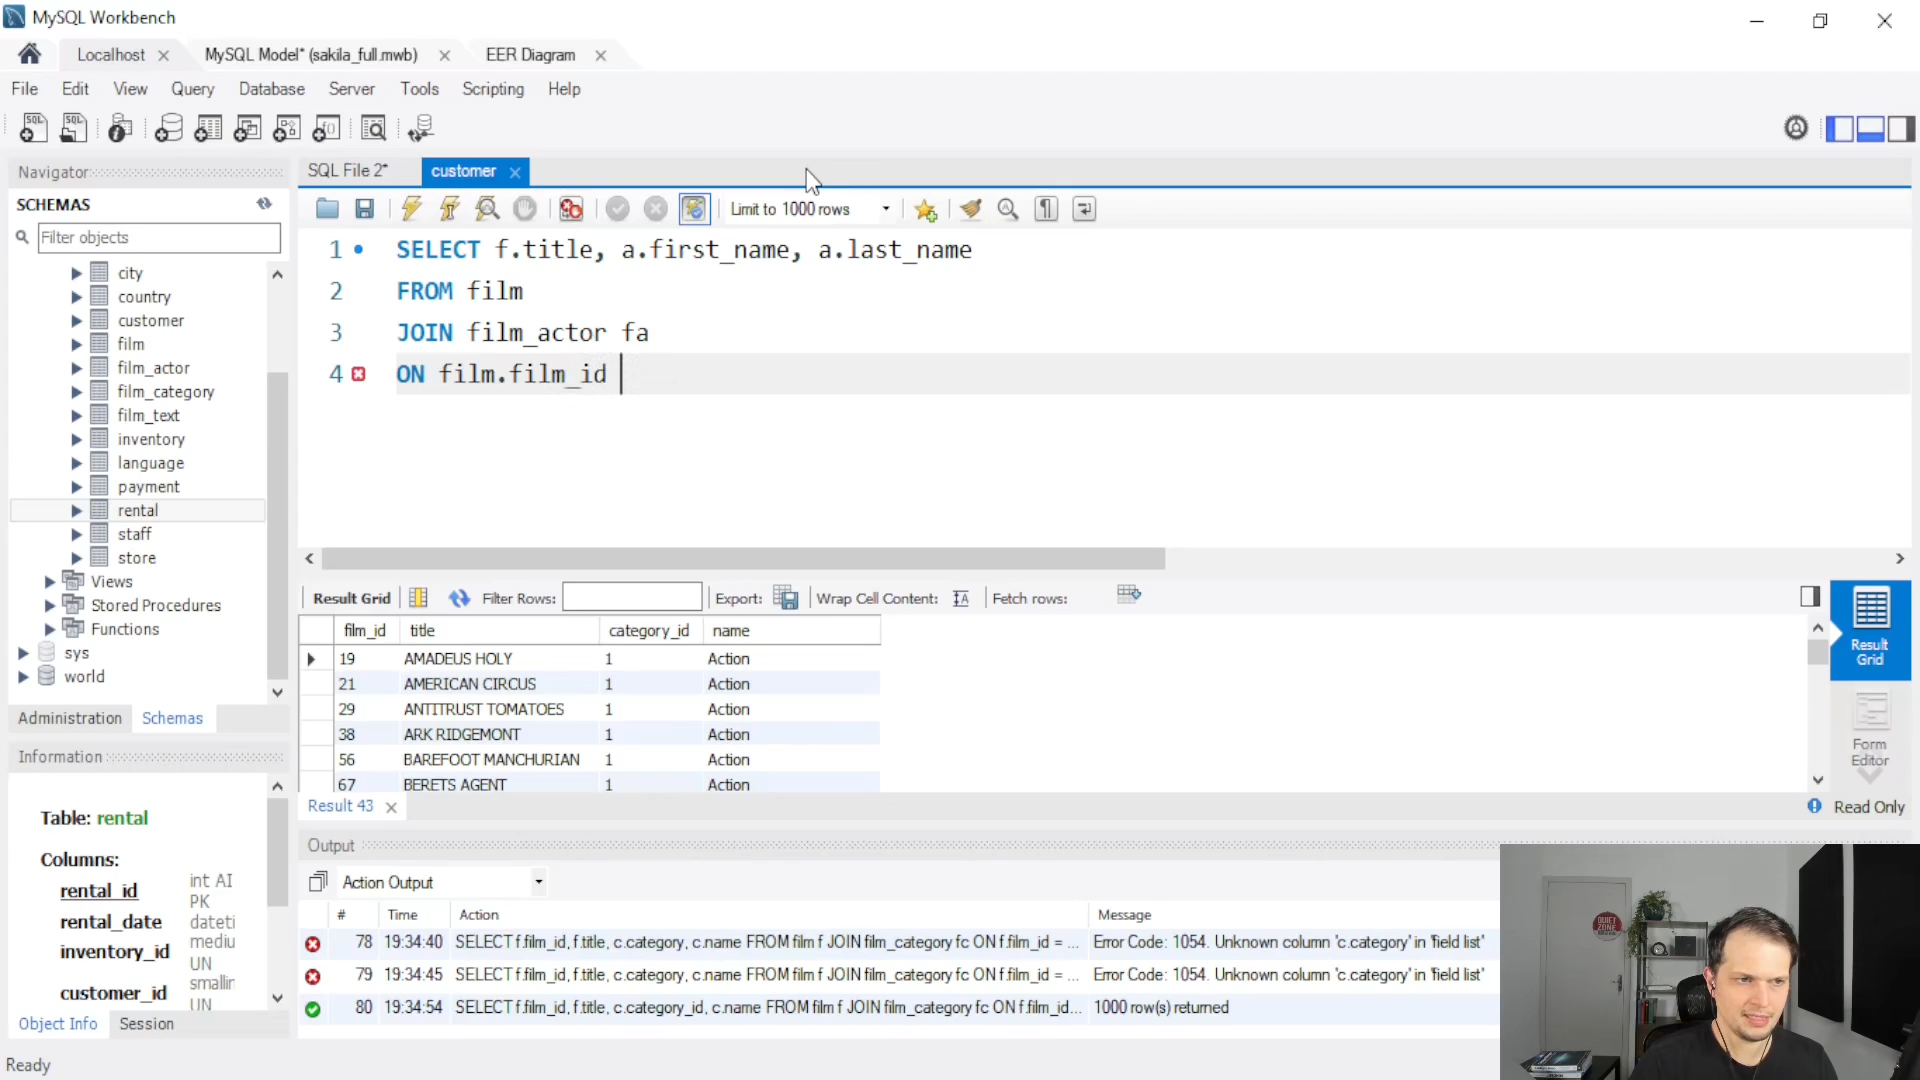 MySQL Workbench
Localhost
MySQL Model* (sakila_full.mwb)
EER Diagram
File Edit View Query Database Server Tools Scripting Help
Navigator
SCHEMAS
Filter objects
city
country
customer
film
film_actor
film_category
film_text
inventory
language
payment
rental
staff
store
Views
Stored Procedures
Functions
sys
world
Administration Schemas
Information
Table: rental
Columns:
rental_id int AI
PK
rental_date dateti
inventory_id mediu
UN
customer_id smallir
UN
Object Info Session
SQL File 2* customer
Limit to 1000 rows
1 SELECT f.title, a.first_name, a.last_name
2 FROM film
3 JOIN film_actor fa
4 ON film.film_id
Result Grid Filter Rows: Export: Wrap Cell Content: Fetch rows:
film_id title category_id name
19 AMADEUS HOLY 1 Action
21 AMERICAN CIRCUS 1 Action
29 ANTITRUST TOMATOES 1 Action
38 ARK RIDGEMONT 1 Action
56 BAREFOOT MANCHURIAN 1 Action
67 BERETS AGENT 1 Action
Result
Grid
Form
Editor
Result 43
Read Only
Output
Action Output
# Time Action Message
78 19:34:40 SELECT f.film_id, f.title, c.category, c.name FROM film f JOIN film_category fc ON f.film_id = ... Error Code: 1054. Unknown column 'c.category' in 'field list'
79 19:34:45 SELECT f.film_id, f.title, c.category, c.name FROM film f JOIN film_category fc ON f.film_id = ... Error Code: 1054. Unknown column 'c.category' in 'field list'
80 19:34:54 SELECT f.film_id, f.title, c.category_id, c.name FROM film f JOIN film_category fc ON f.film_id... 1000 row(s) returned
QUIET
ZONE
Ready